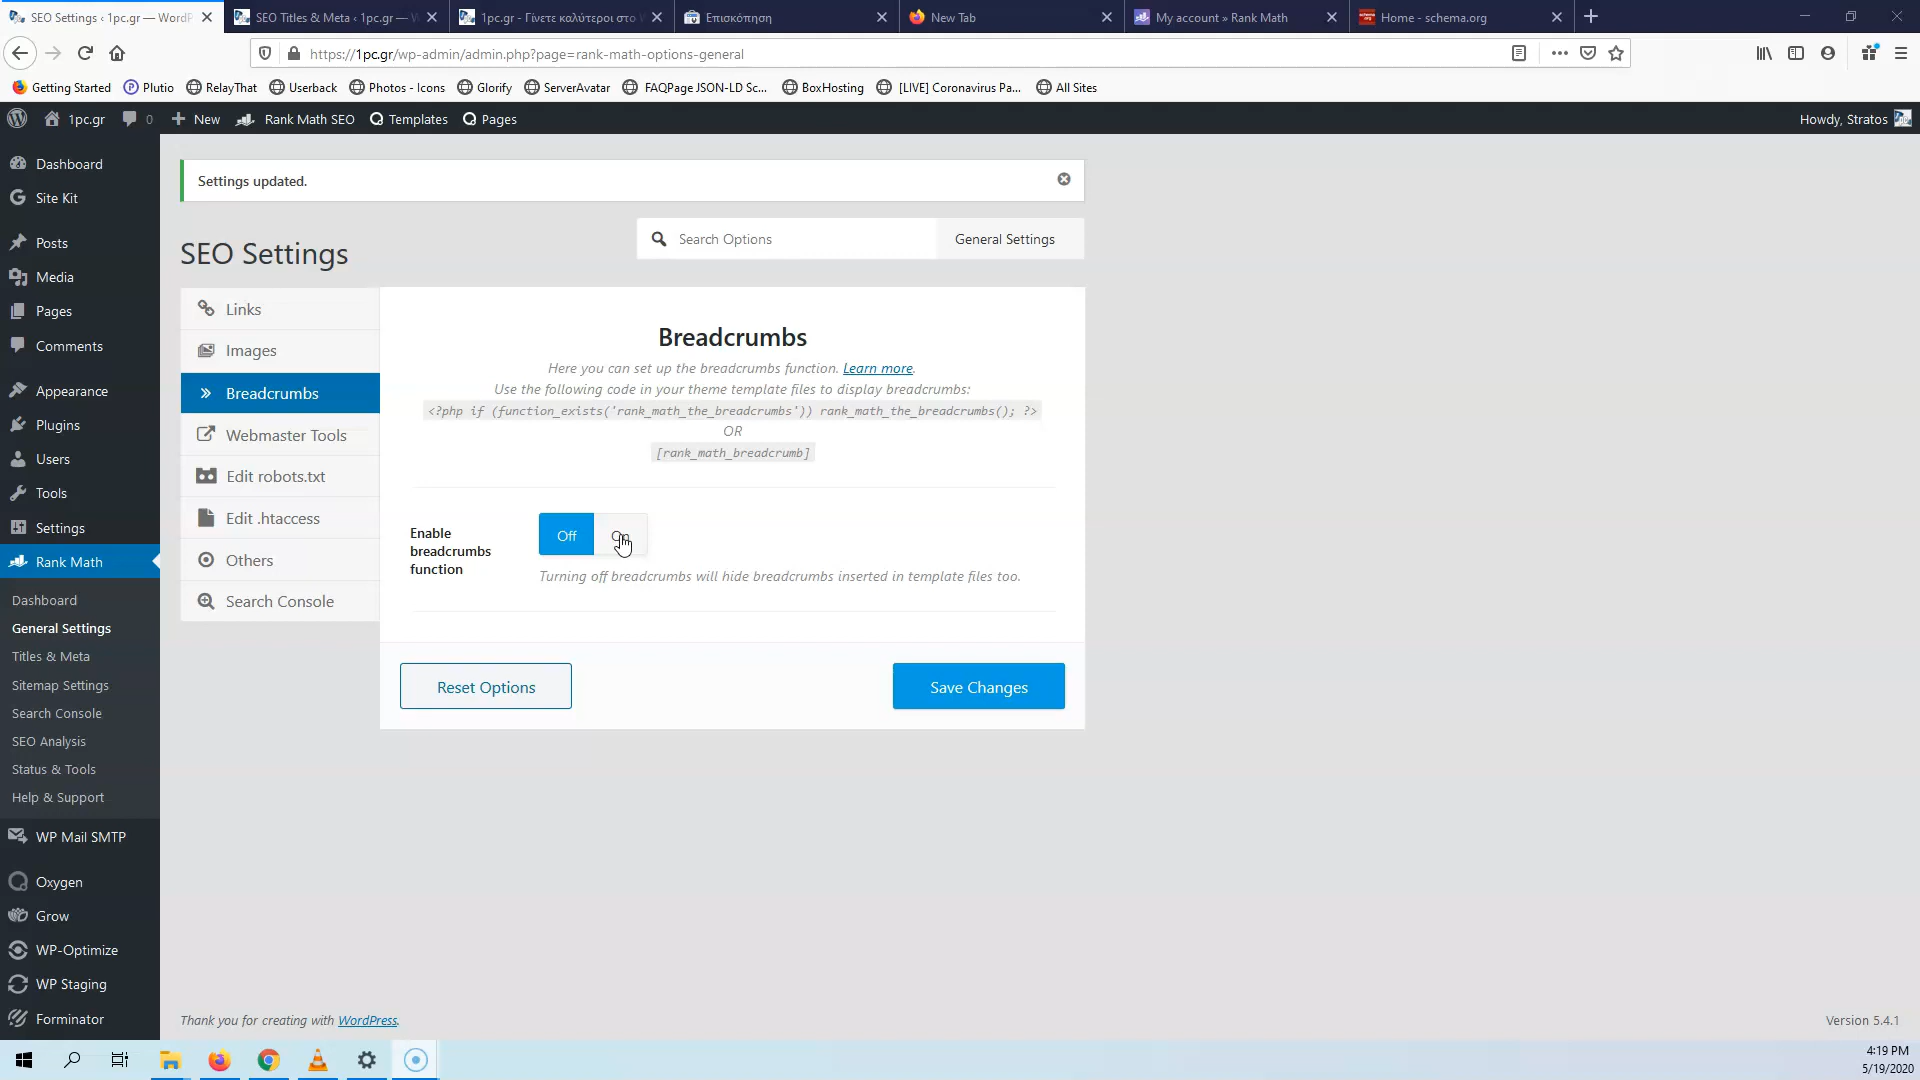 SEO Settings ‹ 1pc.gr — WordP
SEO Titles & Meta ‹ 1pc.gr — W
1pc.gr - Γίνετε καλύτεροι στο W
Επισκόπηση
New Tab
My account » Rank Math
Home - schema.org
https://1pc.gr/wp-admin/admin.php?page=rank-math-options-general
Getting Started
Plutio
RelayThat
Userback
Photos - Icons
Glorify
ServerAvatar
FAQPage JSON-LD Sc...
BoxHosting
[LIVE] Coronavirus Pa...
All Sites
1pc.gr
0
New
Rank Math SEO
Templates
Pages
Howdy, Stratos
Dashboard
Site Kit
Posts
Media
Pages
Comments
Appearance
Plugins
Users
Tools
Settings
Rank Math
Dashboard
General Settings
Titles & Meta
Sitemap Settings
Search Console
SEO Analysis
Status & Tools
Help & Support
WP Mail SMTP
Oxygen
Grow
WP-Optimize
WP Staging
Forminator
Settings updated.
SEO Settings
Search Options
General Settings
Links
Images
Breadcrumbs
Webmaster Tools
Edit robots.txt
Edit .htaccess
Others
Search Console
Breadcrumbs
Here you can set up the breadcrumbs function. Learn more.
Use the following code in your theme template files to display breadcrumbs:
<?php if (function_exists('rank_math_the_breadcrumbs')) rank_math_the_breadcrumbs(); ?>
OR
[rank_math_breadcrumb]
Enable
breadcrumbs
function
Off
Turning off breadcrumbs will hide breadcrumbs inserted in template files too.
Reset Options
Save Changes
Thank you for creating with WordPress.
Version 5.4.1
4:19 PM
5/19/2020